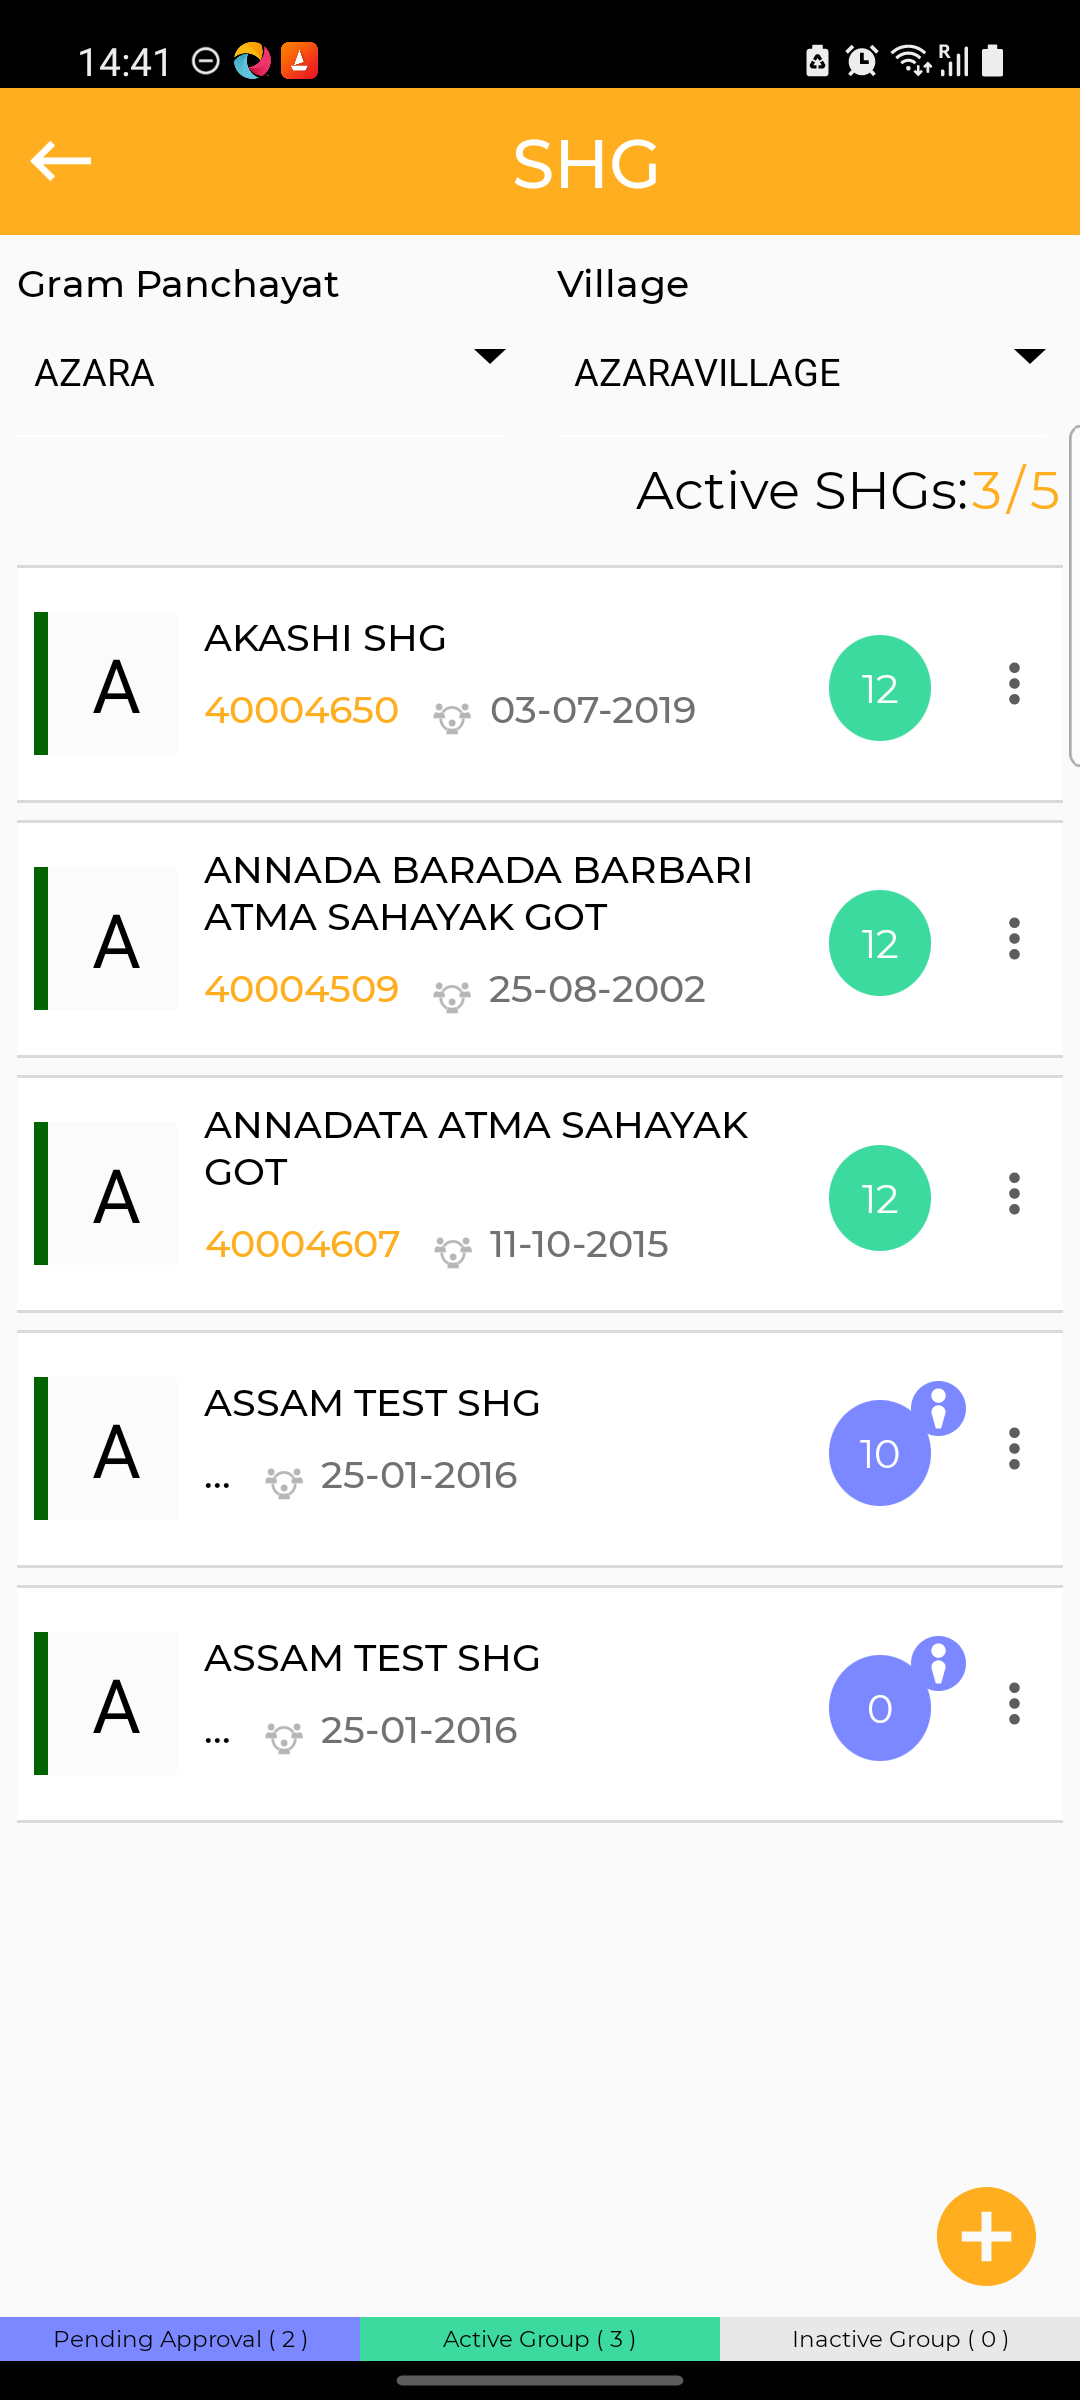 14:41
SHG
Gram Panchayat
Village
AZARA
AZARAVILLAGE
Active SHGs:3/5
A
AKASHI SHG
40004650
03-07-2019
12
A
ANNADA BARADA BARBARI
ATMA SAHAYAK GOT
40004509
25-08-2002
12
A
ANNADATA ATMA SAHAYAK
GOT
40004607
11-10-2015
12
A
ASSAM TEST SHG
...
25-01-2016
10
A
ASSAM TEST SHG
...
25-01-2016
0
Pending Approval ( 2 )
Active Group ( 3 )
Inactive Group ( 0 )